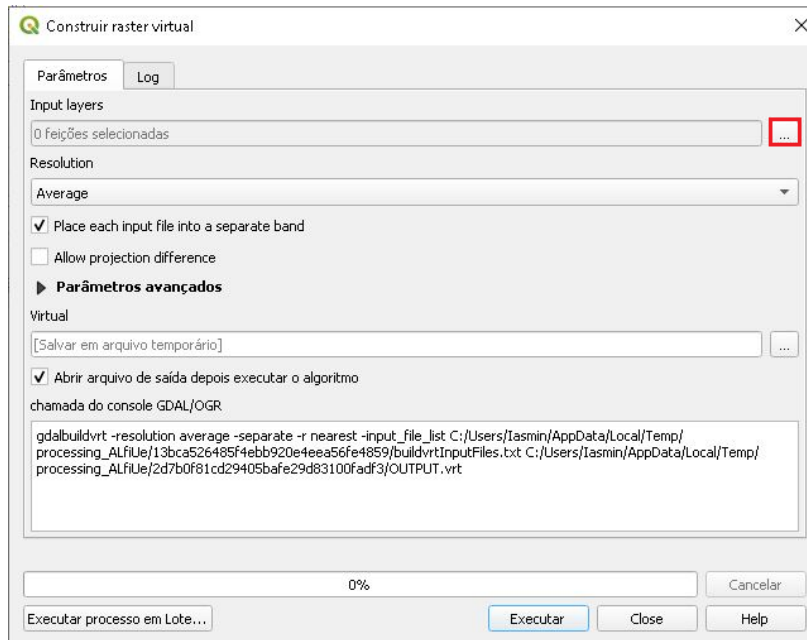 Construir raster virtual
Parâmetros
Log
Input layers
0 feições selecionadas
...
Resolution
Average
Place each input file into a separate band
Allow projection difference
Parâmetros avançados
Virtual
[Salvar em arquivo temporário]
...
Abrir arquivo de saída depois executar o algoritmo
chamada do console GDAL/OGR
gdalbuildvrt -resolution average -separate -r nearest -input_file_list C:/Users/Iasmin/AppData/Local/Temp/
processing_ALfiUe/13bca526485f4ebb920e4eea56fe4859/buildvrtInputFiles.txt C:/Users/Iasmin/AppData/Local/Temp/
processing_ALfiUe/2d7b0f81cd29405bafe29d83100fadf3/OUTPUT.vrt
0%
Cancelar
Executar processo em Lote...
Executar
Close
Help